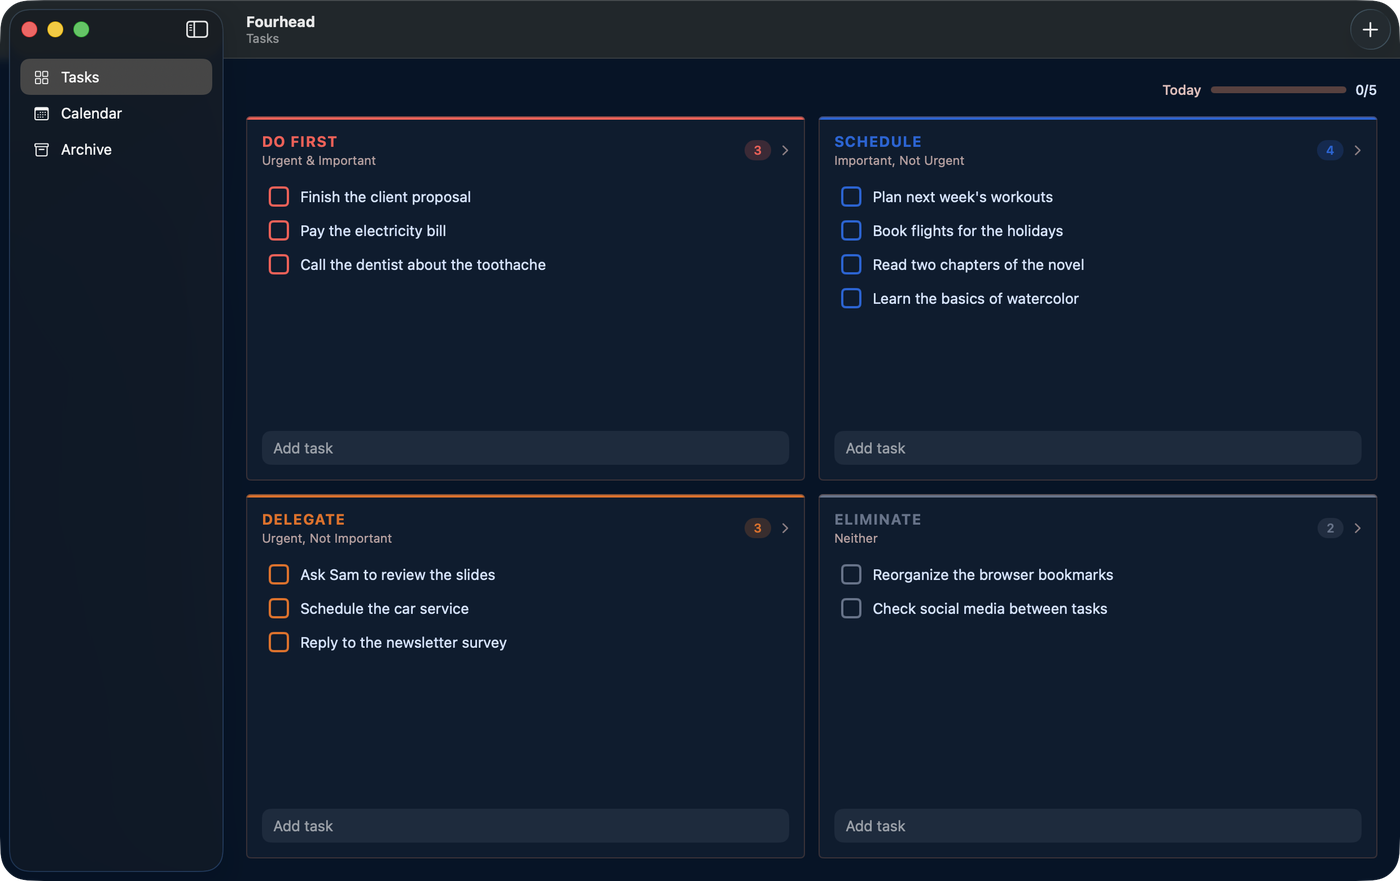 Fourhead
Tasks
Tasks
Calendar
Archive
Today 0/5
DO FIRST
Urgent & Important
3
Finish the client proposal
Pay the electricity bill
Call the dentist about the toothache
Add task
SCHEDULE
Important, Not Urgent
4
Plan next week's workouts
Book flights for the holidays
Read two chapters of the novel
Learn the basics of watercolor
Add task
DELEGATE
Urgent, Not Important
3
Ask Sam to review the slides
Schedule the car service
Reply to the newsletter survey
Add task
ELIMINATE
Neither
2
Reorganize the browser bookmarks
Check social media between tasks
Add task